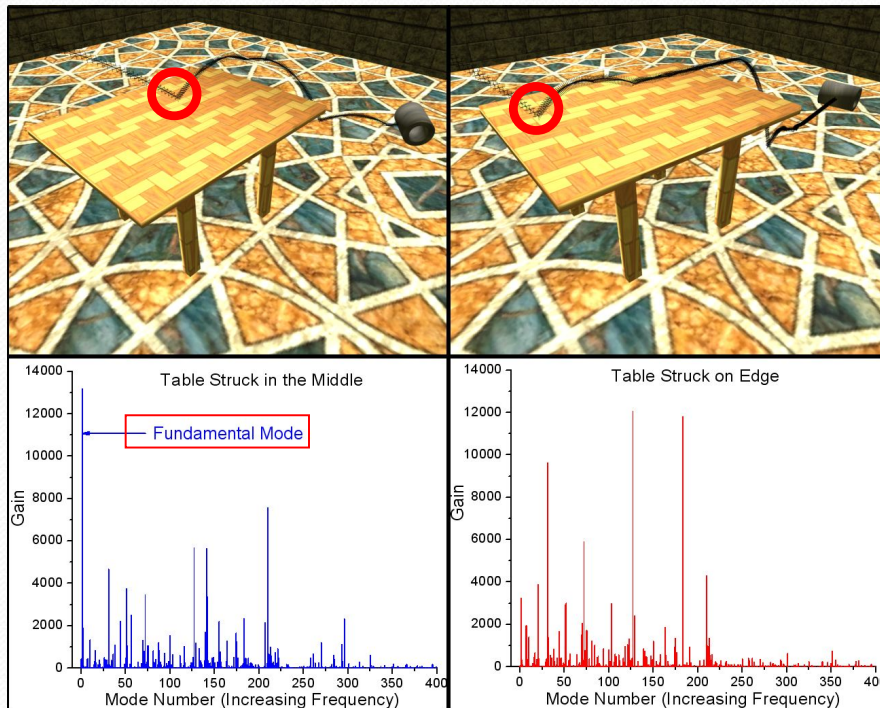 14000
12000
10000
8000
6000
4000
2000
0
Gain
Table Struck in the Middle
Fundamental Mode
0 50 100 150 200 250 300 350 400
Mode Number (Increasing Frequency)
14000
12000
10000
8000
6000
4000
2000
0
Gain
Table Struck on Edge
0 50 100 150 200 250 300 350 400
Mode Number (Increasing Frequency)